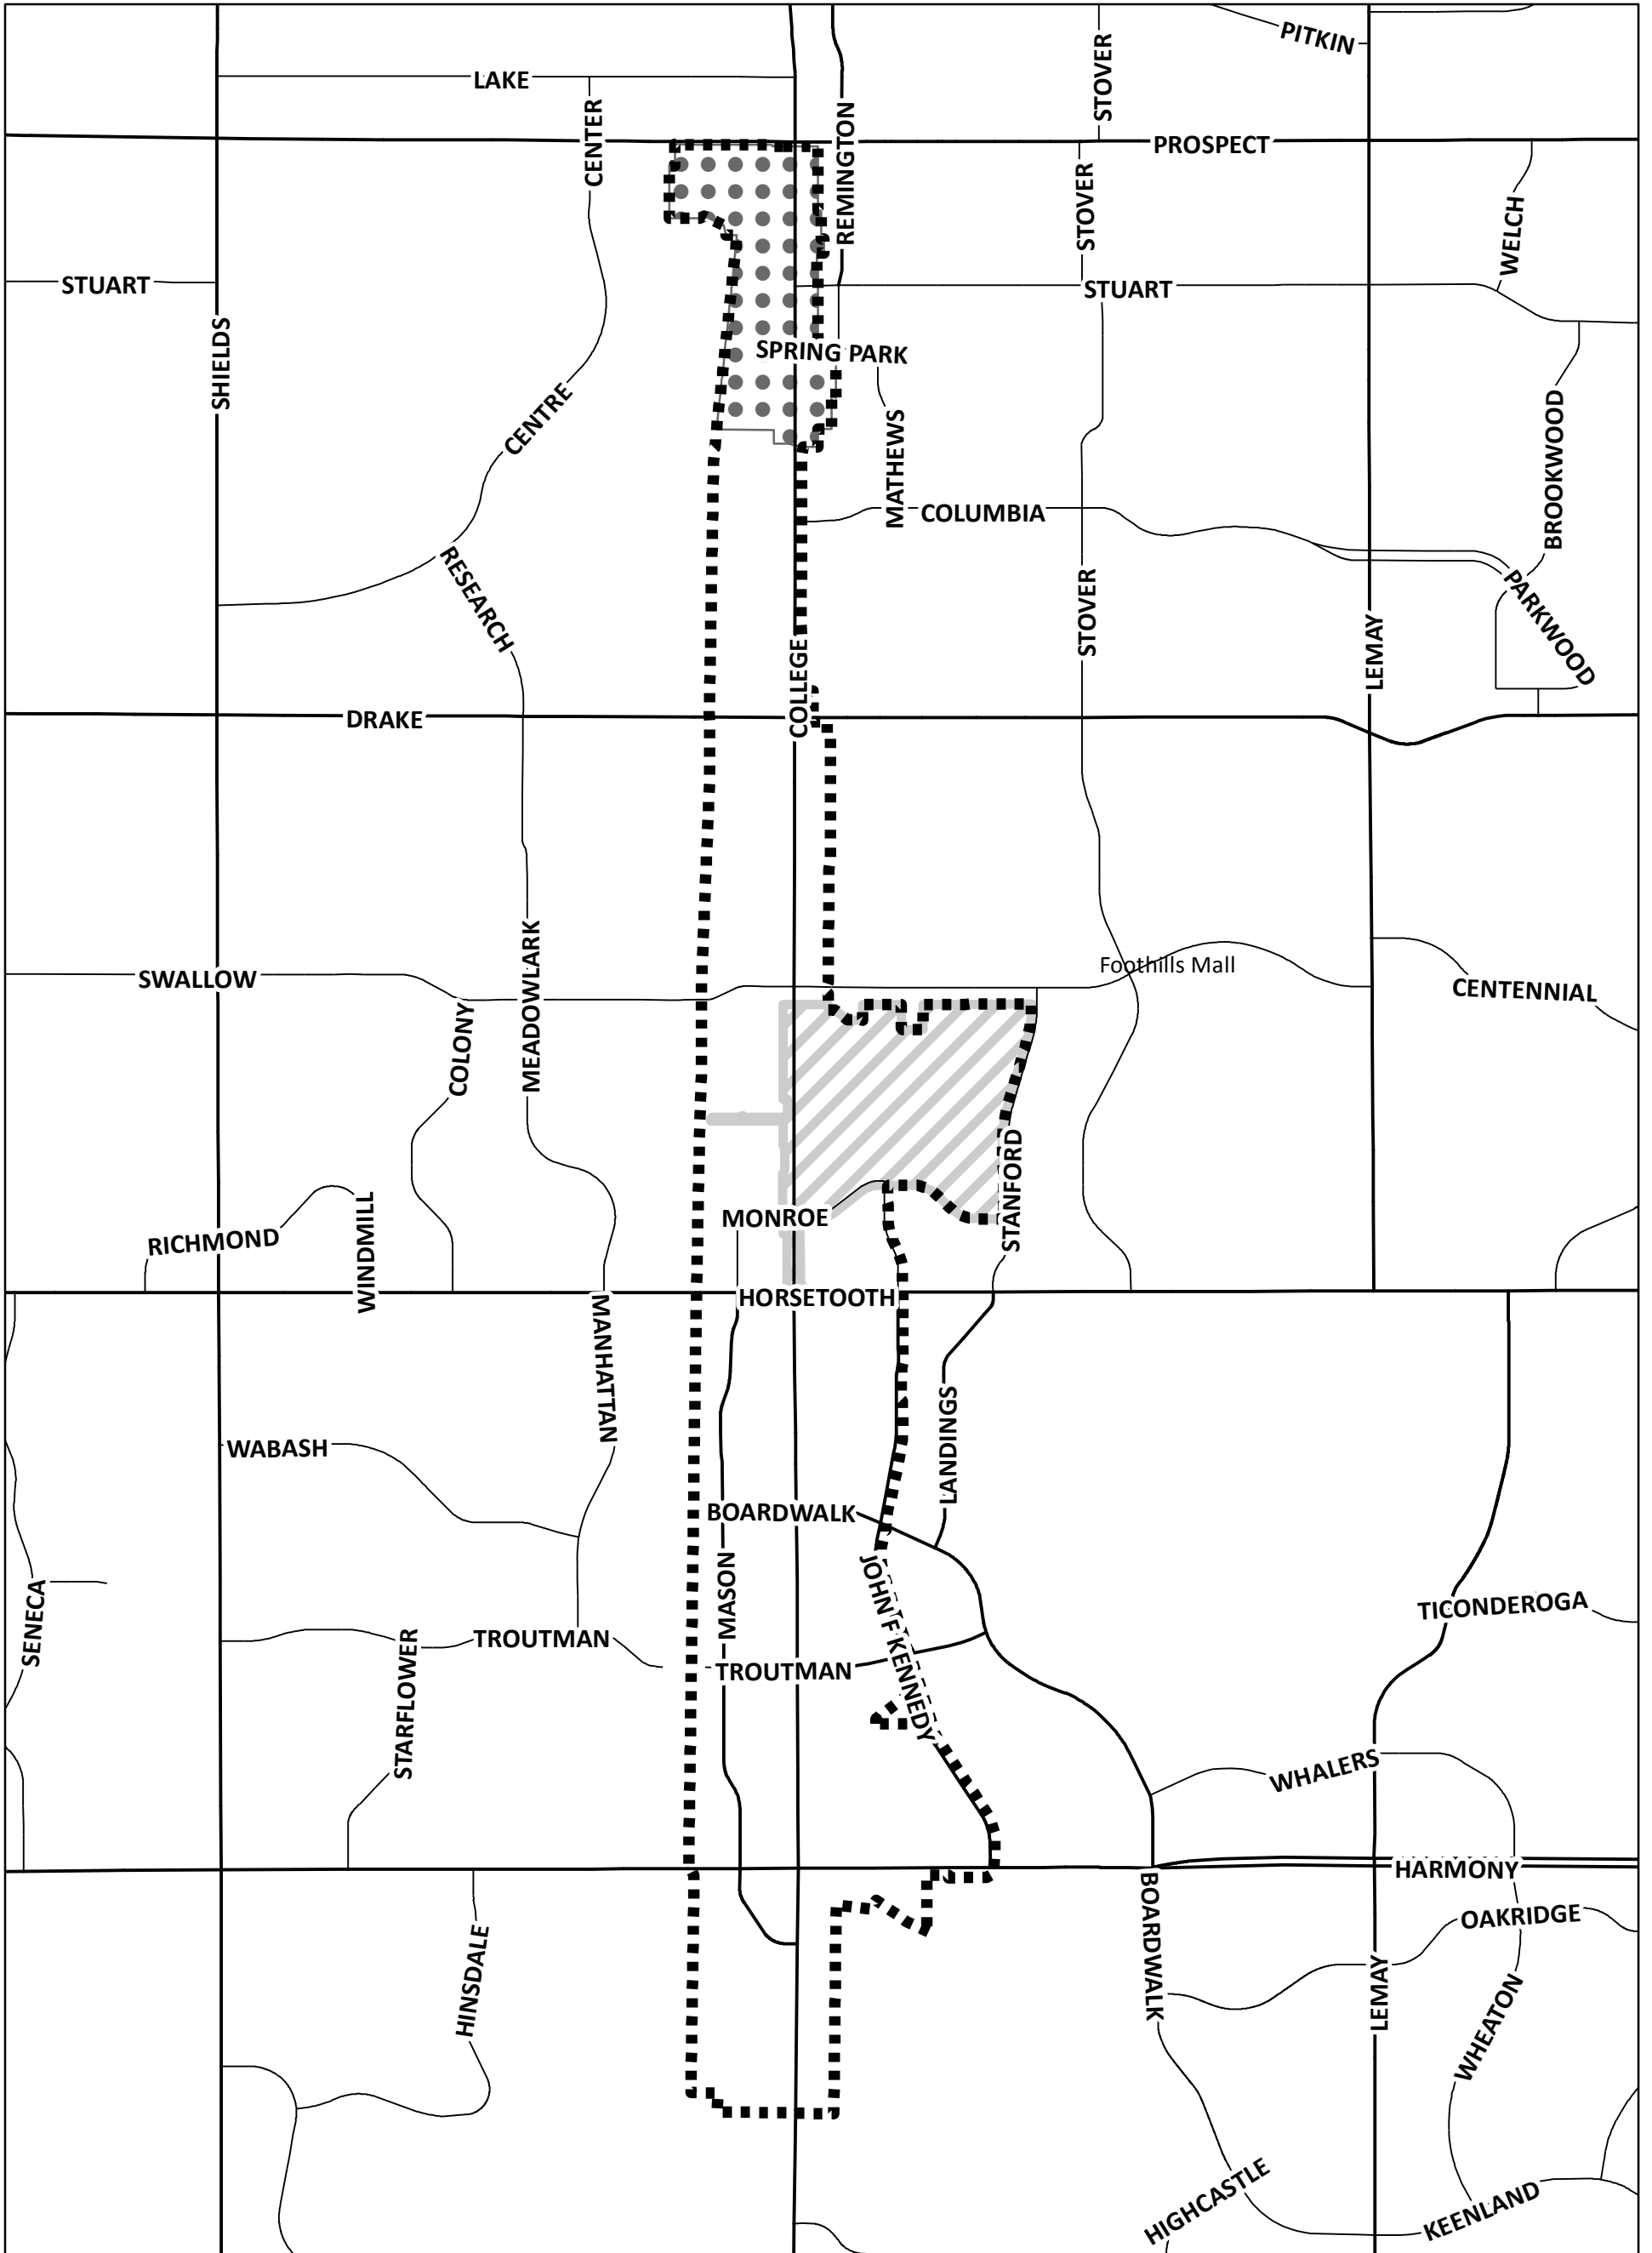 PITKIN
STOVER
LAKE
CENTER
REMINGTON
PROSPECT
STOVER
WELCH
STUART
STUART
SHIELDS
SPRING PARK
CENTRE
MATHEWS
BROOKWOOD
COLUMBIA
RESEARCH
STOVER
PARKWOOD
LEMAY
COLLEGE
DRAKE
Foothills Mall
SWALLOW
MEADOWLARK
CENTENNIAL
COLONY
STANFORD
MONROE
RICHMOND
WINDMILL
HORSETOOTH
MANHATTAN
LANDINGS
WABASH
BOARDWALK
MASON
JOHN F KENNEDY
SENECA
TICONDEROGA
STARFLOWER
TROUTMAN
TROUTMAN
WHALERS
HARMONY
BOARDWALK
OAKRIDGE
HINSDALE
LEMAY
WHEATON
HIGHCASTLE
KEENLAND